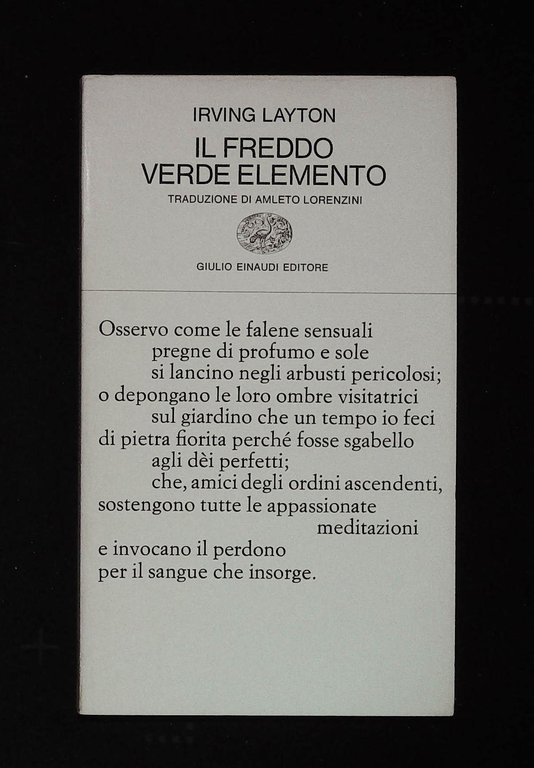 IRVING LAYTON
IL FREDDO
VERDE ELEMENTO
TRADUZIONE DI AMLETO LORENZINI
GIULIO EINAUDI EDITORE
Osservo come le falene sensuali
pregne di profumo e sole
si lancino negli arbusti pericolosi;
o depongano le loro ombre visitatrici
sul giardino che un tempo io feci
di pietra fiorita perché fosse sgabello
agli dèi perfetti;
che, amici degli ordini ascendenti,
sostengono tutte le appassionate
meditazioni
e invocano il perdono
per il sangue che insorge.